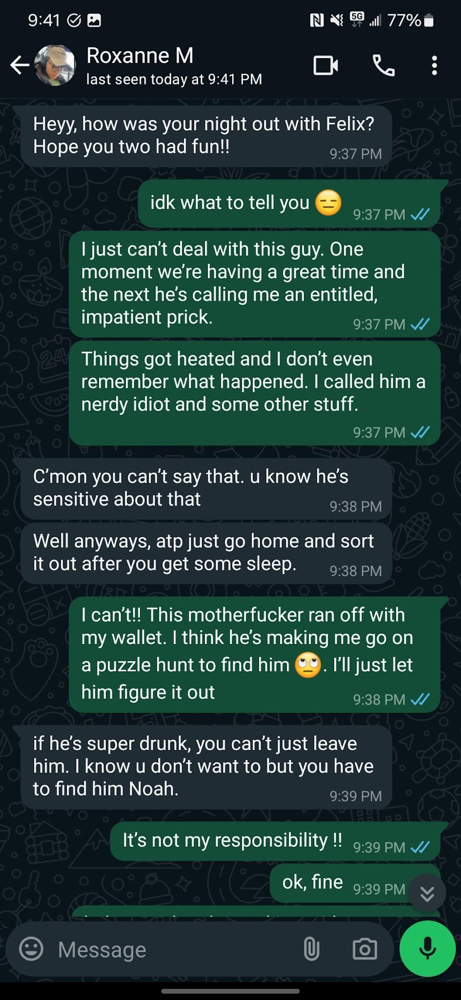 9:41
5G
77%
Roxanne M
last seen today at 9:41 PM
Heyy, how was your night out with Felix?
Hope you two had fun!!
9:37 PM
idk what to tell you 😑
9:37 PM
I just can't deal with this guy. One
moment we're having a great time and
the next he's calling me an entitled,
impatient prick.
9:37 PM
Things got heated and I don't even
remember what happened. I called him a
nerdy idiot and some other stuff.
9:37 PM
C'mon you can't say that. u know he's
sensitive about that
9:38 PM
Well anyways, atp just go home and sort
it out after you get some sleep.
9:38 PM
I can't!! This motherfucker ran off with
my wallet. I think he's making me go on
a puzzle hunt to find him 🙄. I'll just let
him figure it out
9:38 PM
if he's super drunk, you can't just leave
him. I know u don't want to but you have
to find him Noah.
9:39 PM
It's not my responsibility !!
9:39 PM
ok, fine
9:39 PM
Message